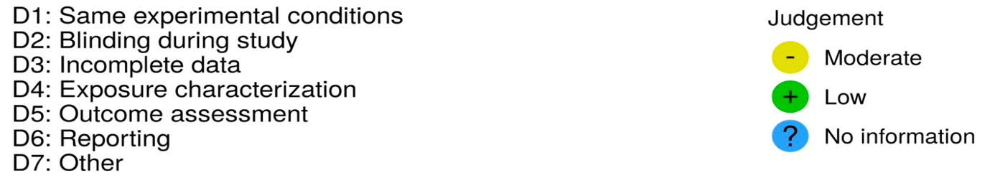 D1: Same experimental conditions
D2: Blinding during study
D3: Incomplete data
D4: Exposure characterization
D5: Outcome assessment
D6: Reporting
D7: Other
Judgement
- Moderate
+ Low
? No information